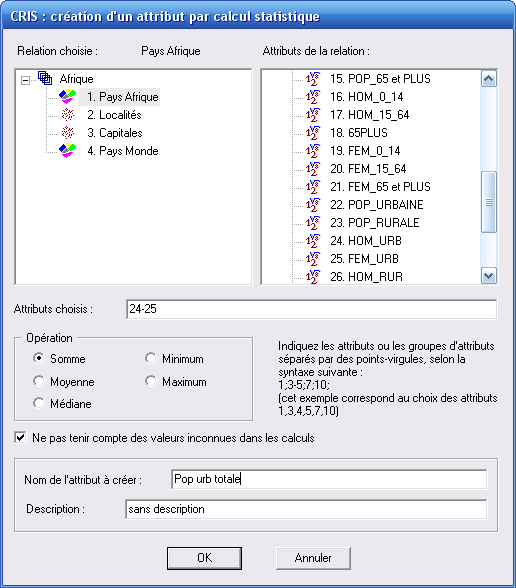 CRIS : création d'un attribut par calcul statistique
Relation choisie : Pays Afrique
Attributs de la relation :
Afrique
1. Pays Afrique
2. Localités
3. Capitales
4. Pays Monde
15. POP_65 et PLUS
16. HOM_0_14
17. HOM_15_64
18. 65PLUS
19. FEM_0_14
20. FEM_15_64
21. FEM_65 et PLUS
22. POP_URBAINE
23. POP_RURALE
24. HOM_URB
25. FEM_URB
26. HOM_RUR
Attributs choisis : 24-25
Opération
Somme
Minimum
Moyenne
Maximum
Médiane
Indiquez les attributs ou les groupes d'attributs
séparés par des points-virgules, selon la
syntaxe suivante :
1;3-5;7;10;
(cet exemple correspond au choix des attributs
1,3,4,5,7,10)
Ne pas tenir compte des valeurs inconnues dans les calculs
Nom de l'attribut à créer : Pop urb totale
Description : sans description
OK
Annuler